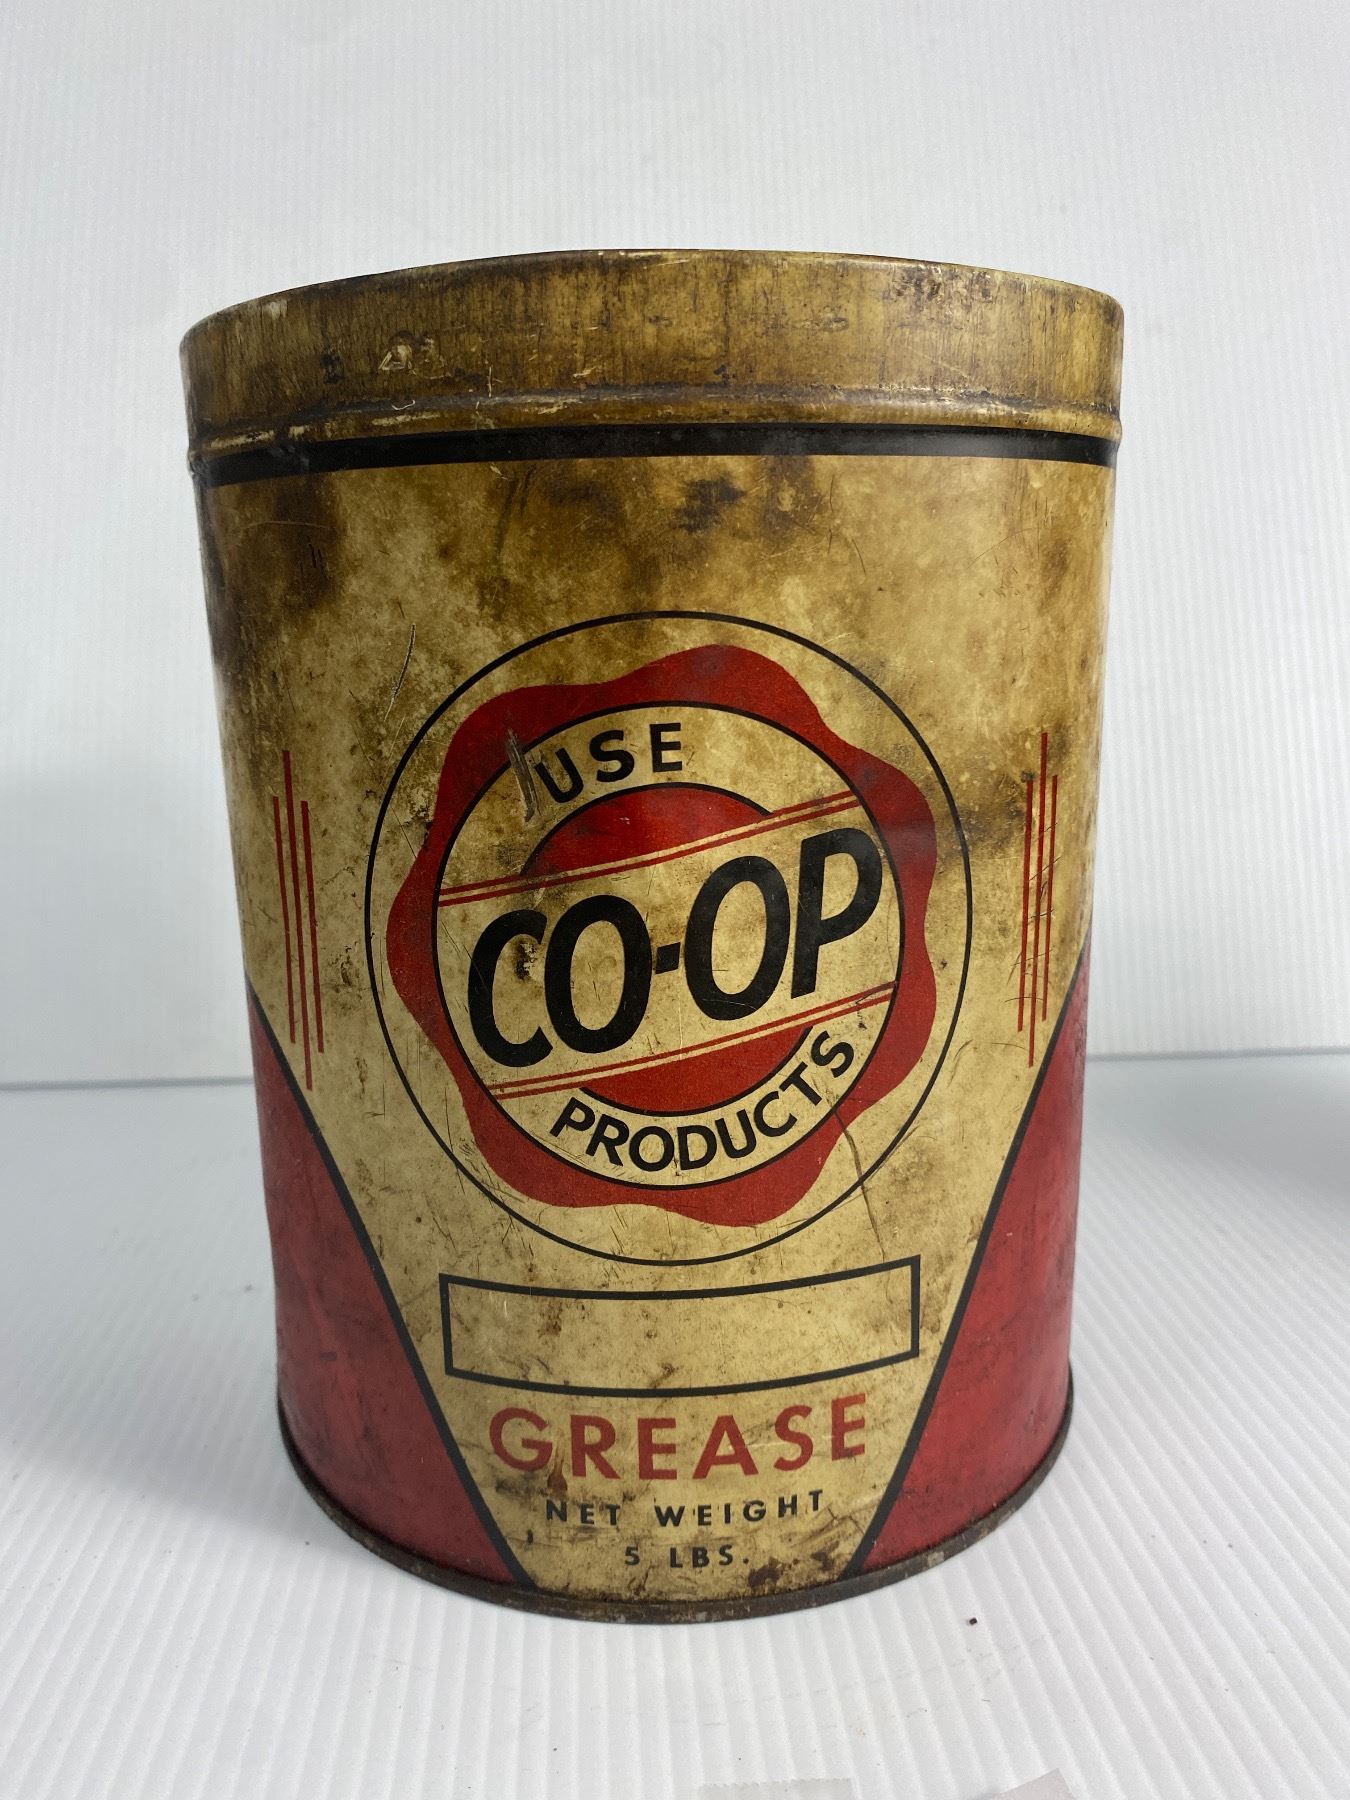 USE
CO-OP
PRODUCTS
GREASE
NET WEIGHT
5 LBS.